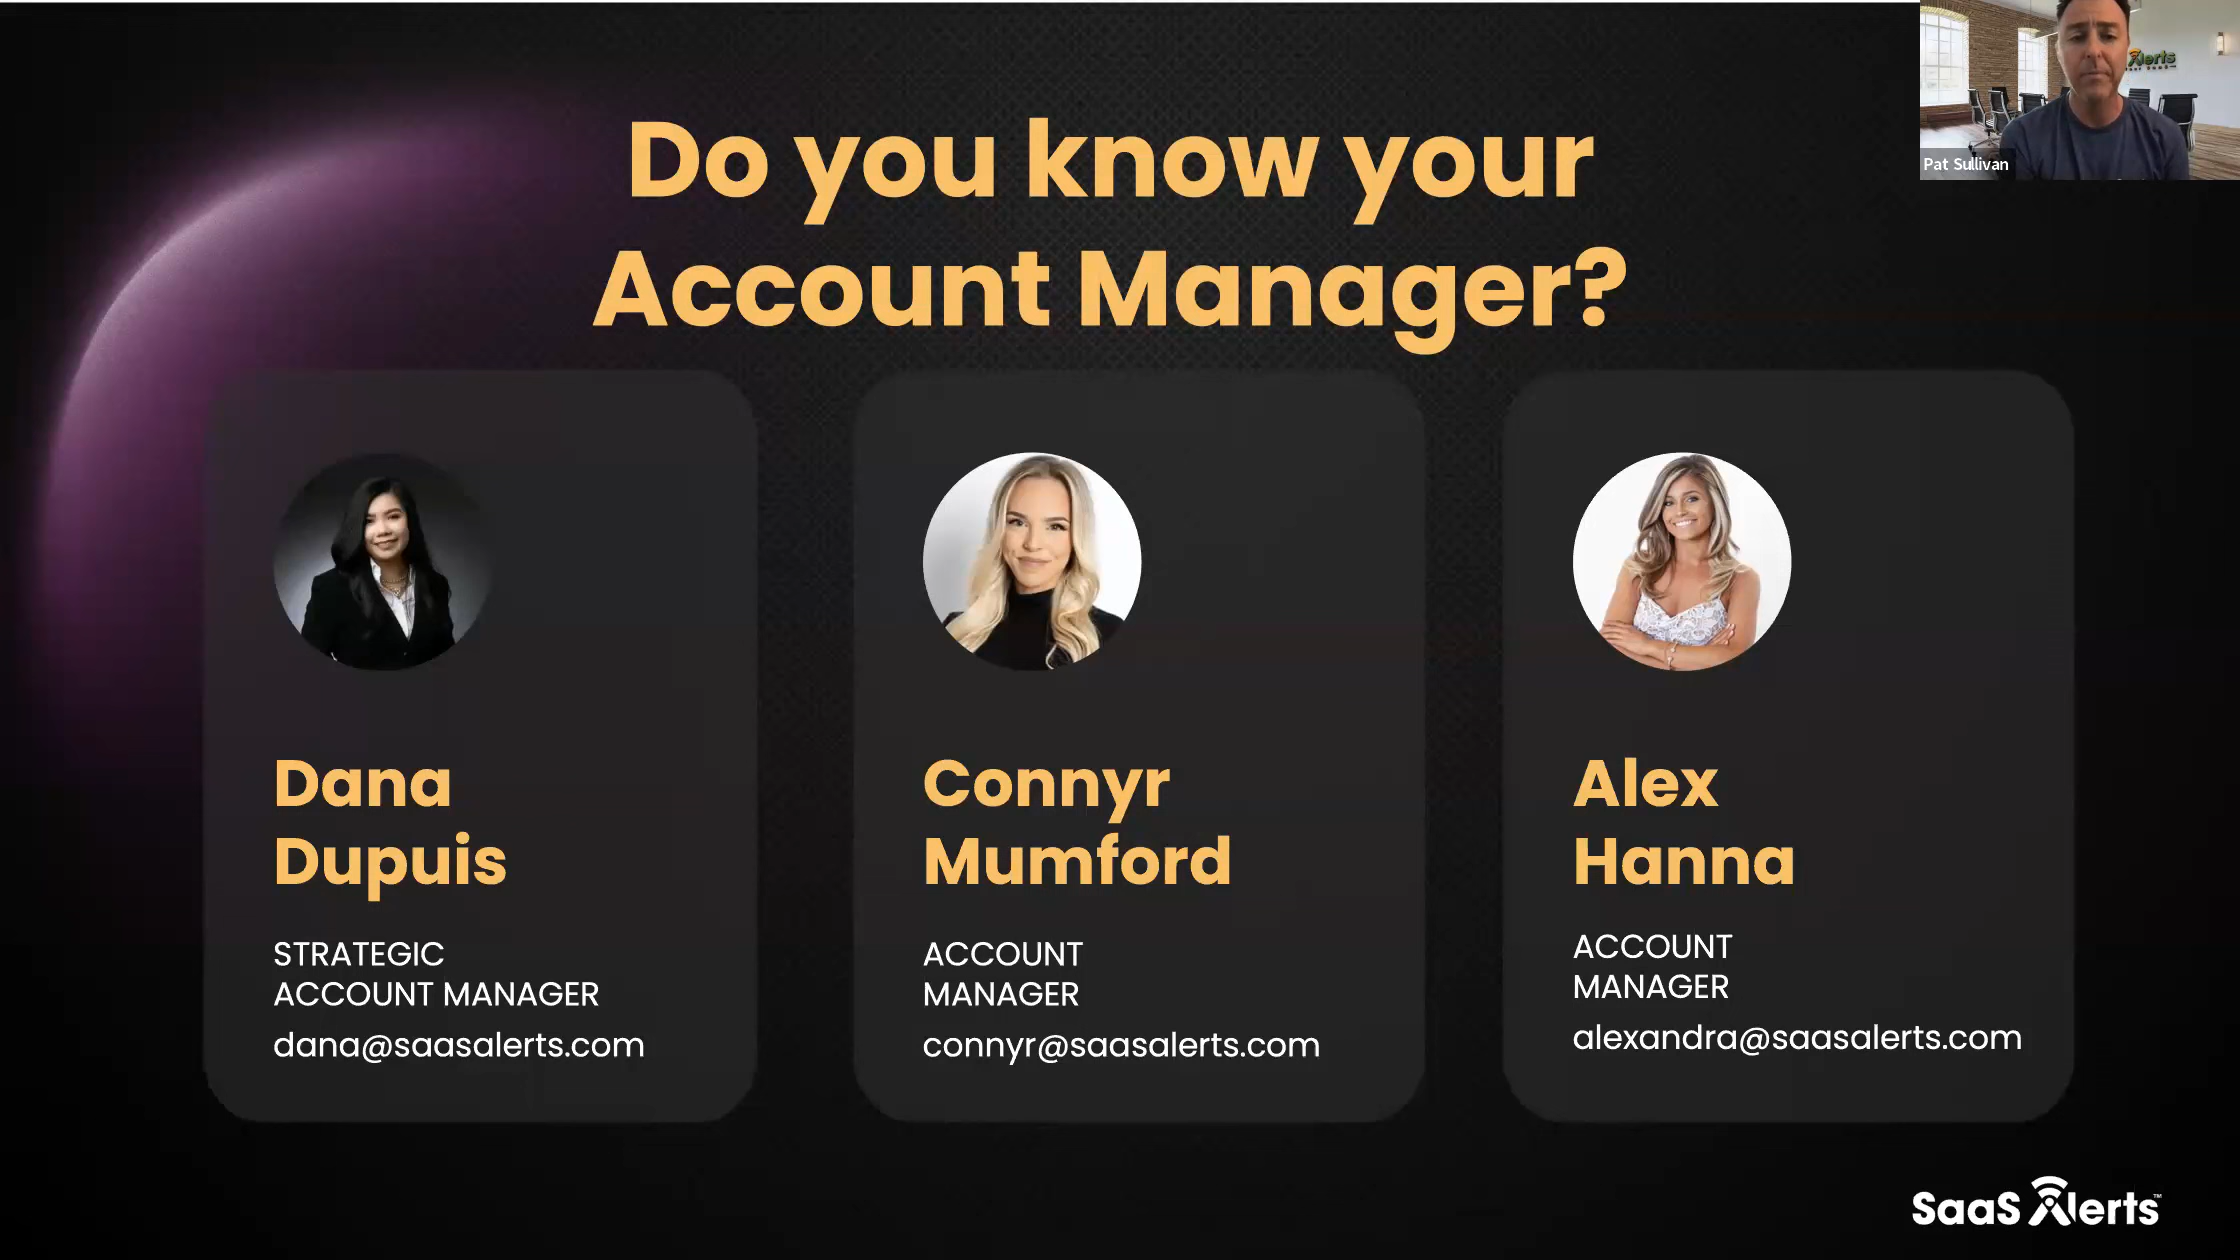 Do you know your
Account Manager?
Pat Sullivan
Dana
Dupuis
STRATEGIC
ACCOUNT MANAGER
dana@saasalerts.com
Connyr
Mumford
ACCOUNT
MANAGER
connyr@saasalerts.com
Alex
Hanna
ACCOUNT
MANAGER
alexandra@saasalerts.com
SaaS Alerts™